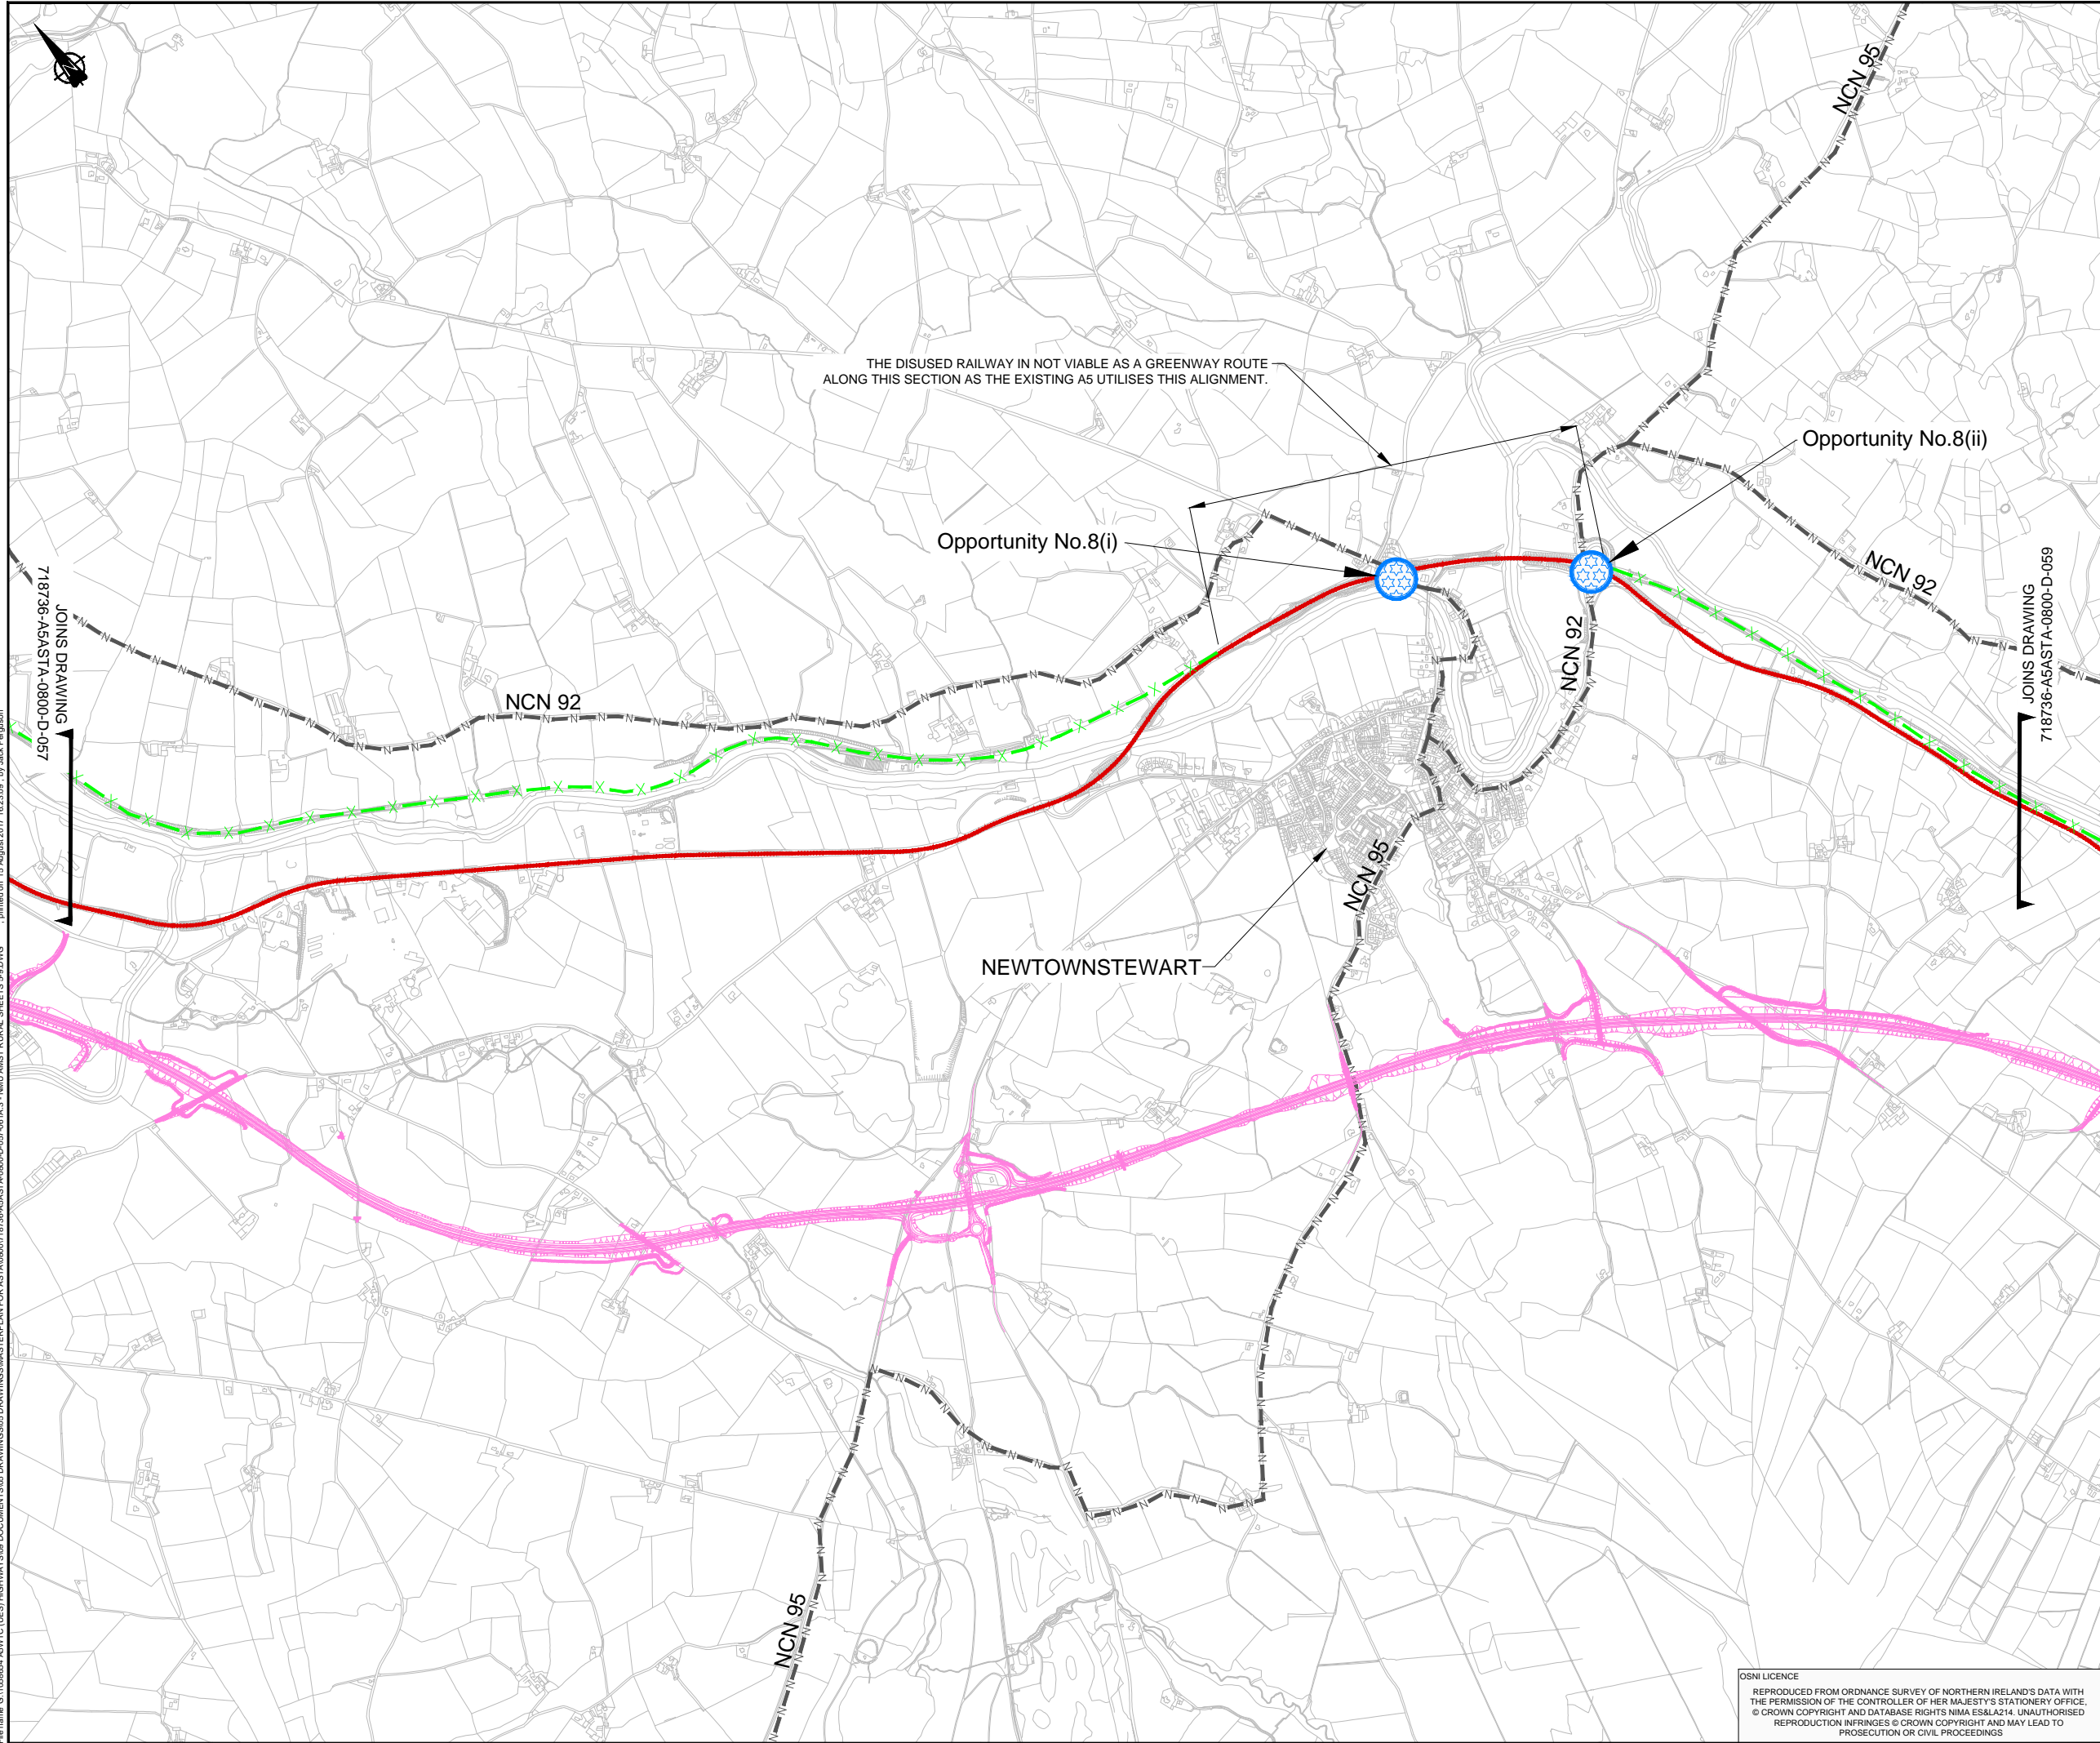 NCN 95
THE DISUSED RAILWAY IN NOT VIABLE AS A GREENWAY ROUTE
ALONG THIS SECTION AS THE EXISTING A5 UTILISES THIS ALIGNMENT.
Opportunity No.8(ii)
Opportunity No.8(i)
NCN 92
JOINS DRAWING
718736-A5ASTA-0800-D-057
JOINS DRAWING
718736-A5ASTA-0800-D-059
NCN 92
NCN 92
NCN 95
NEWTOWNSTEWART
NCN 95
OSNI LICENCE
REPRODUCED FROM ORDNANCE SURVEY OF NORTHERN IRELAND'S DATA WITH
THE PERMISSION OF THE CONTROLLER OF HER MAJESTY'S STATIONERY OFFICE,
© CROWN COPYRIGHT AND DATABASE RIGHTS NIMA ES&LA214. UNAUTHORISED
REPRODUCTION INFRINGES © CROWN COPYRIGHT AND MAY LEAD TO
PROSECUTION OR CIVIL PROCEEDINGS